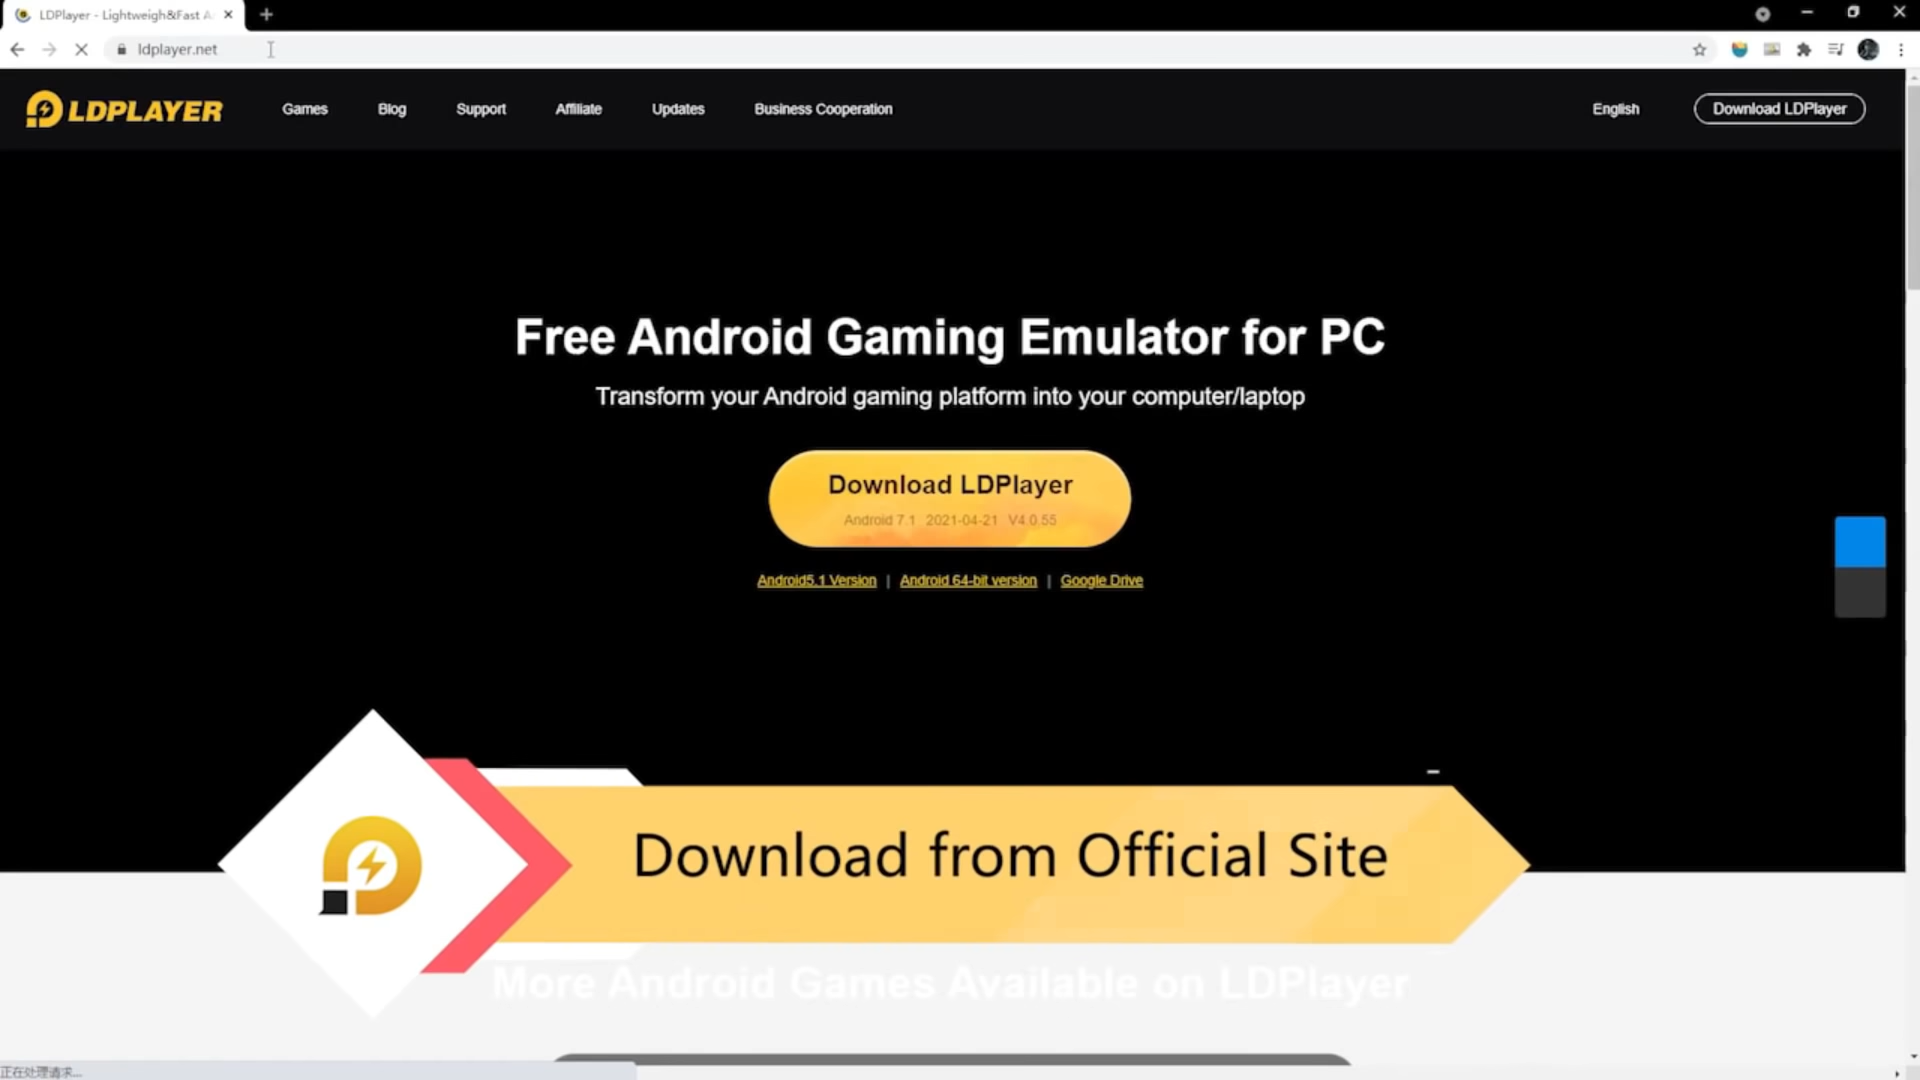 LDPlayer - Lightweigh&Fast A
ldplayer.net
LDPLAYER
Games
Blog
Support
Affiliate
Updates
Business Cooperation
English
Download LDPlayer
Free Android Gaming Emulator for PC
Transform your Android gaming platform into your computer/laptop
Download LDPlayer
Android 7.1 2021-04-21 V4.0.55
Android5.1 Version | Android 64-bit version | Google Drive
Download from Official Site
More Android Games Available on LDPlayer
正在处理请求...